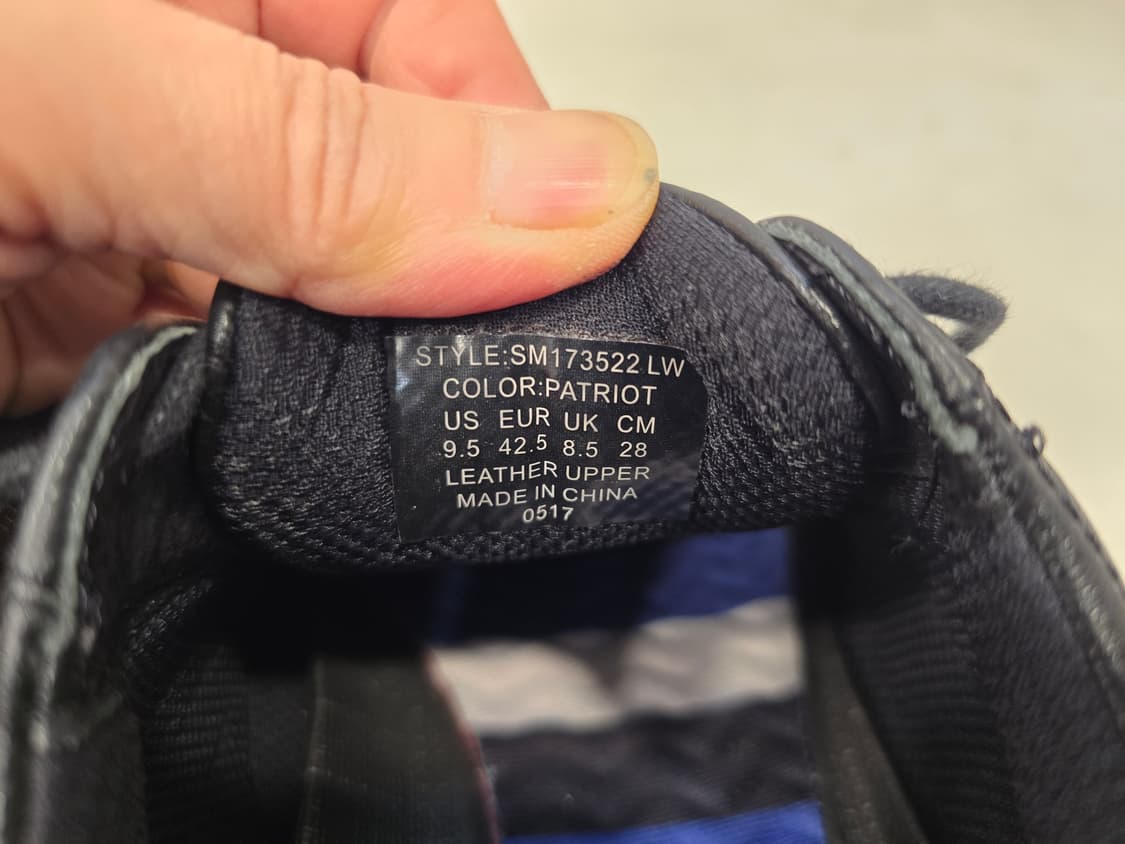 STYLE:SM173522 LW
COLOR:PATRIOT
US EUR UK CM
9.5 42.5 8.5 28
LEATHER UPPER
MADE IN CHINA
0517